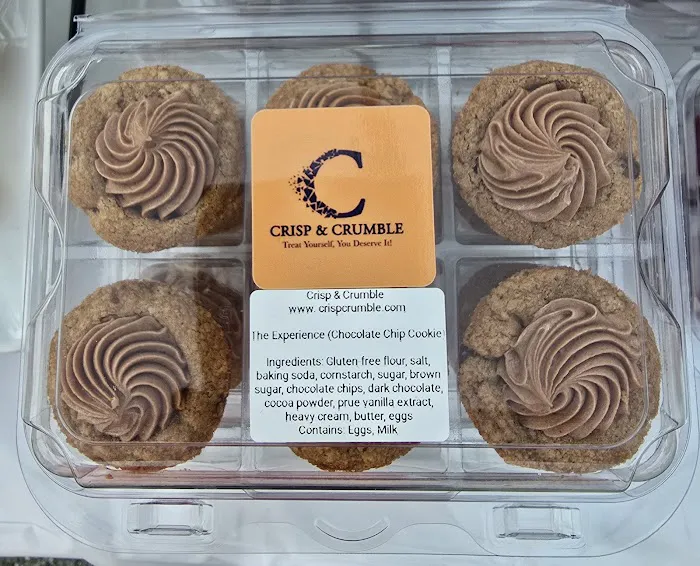 CRISP & CRUMBLE
Treat Yourself, You Deserve It!
Crisp & Crumble
www.crispcrumble.com
The Experience (Chocolate Chip Cookie)
Ingredients: Gluten-free flour, salt,
baking soda, cornstarch, sugar, brown
sugar, chocolate chips, dark chocolate,
cocoa powder, prue vanilla extract,
heavy cream, butter, eggs
Contains: Eggs, Milk